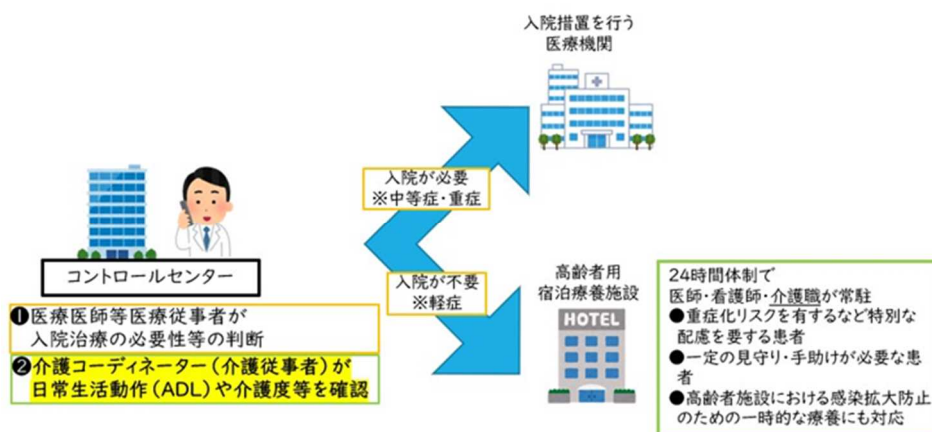 入院措置を行う
医療機関
入院が必要
※中等症・重症
コントロールセンター
❶医療医師等医療従事者が
入院治療の必要性等の判断
❷介護コーディネーター(介護従事者)が
日常生活動作(ADL)や介護度等を確認
入院が不要
※軽症
高齢者用
宿泊療養施設
HOTEL
24時間体制で
医師・看護師・介護職が常駐
●重症化リスクを有するなど特別な
配慮を要する患者
●一定の見守り・手助けが必要な患
者
●高齢者施設における感染拡大防止
のための一時的な療養にも対応